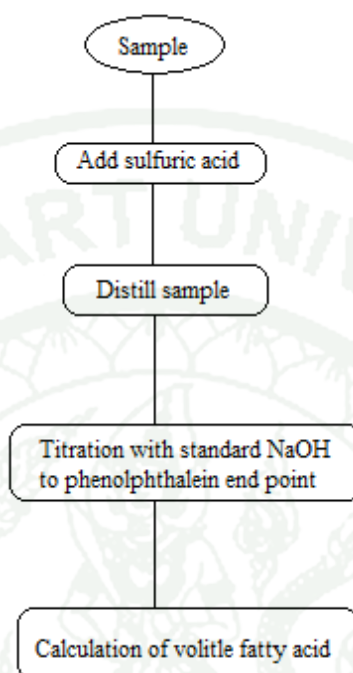 Sample
Add sulfuric acid
Distill sample
Titration with standard NaOH
to phenolphthalein end point
Calculation of volitle fatty acid